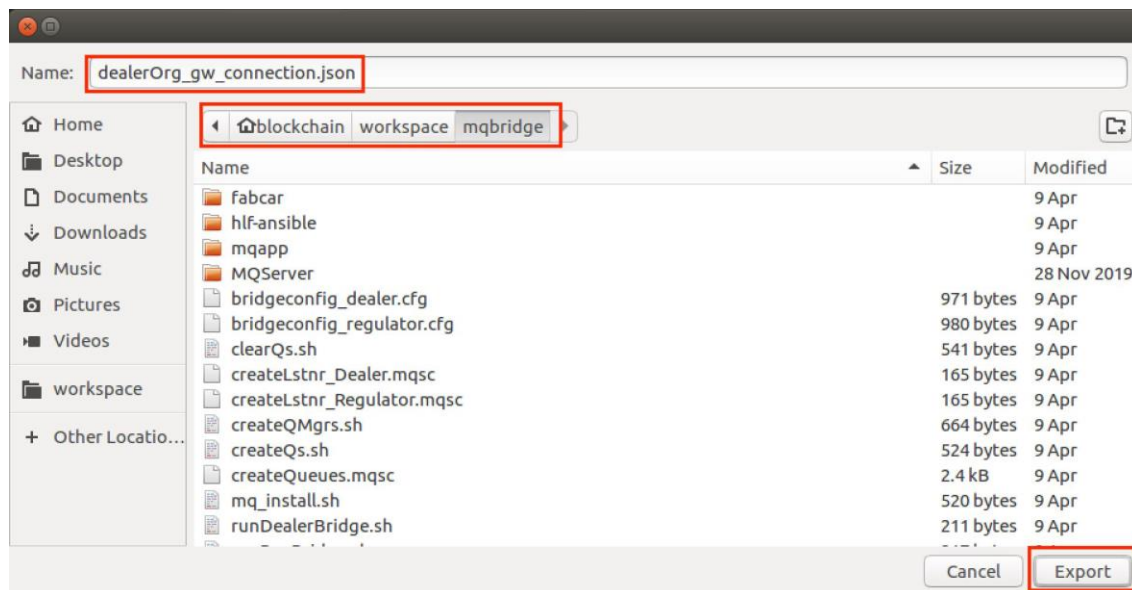 Name: dealerOrg_gw_connection.json
blockchain workspace mqbridge
Home
Desktop
Documents
Downloads
Music
Pictures
Videos
workspace
+ Other Locatio...
Name Size Modified
fabcar 9 Apr
hlf-ansible 9 Apr
mqapp 9 Apr
MQServer 28 Nov 2019
bridgeconfig_dealer.cfg 971 bytes 9 Apr
bridgeconfig_regulator.cfg 980 bytes 9 Apr
clearQs.sh 541 bytes 9 Apr
createLstnr_Dealer.mqsc 165 bytes 9 Apr
createLstnr_Regulator.mqsc 165 bytes 9 Apr
createQMgrs.sh 664 bytes 9 Apr
createQs.sh 524 bytes 9 Apr
createQueues.mqsc 2.4 kB 9 Apr
mq_install.sh 520 bytes 9 Apr
runDealerBridge.sh 211 bytes 9 Apr
Cancel Export